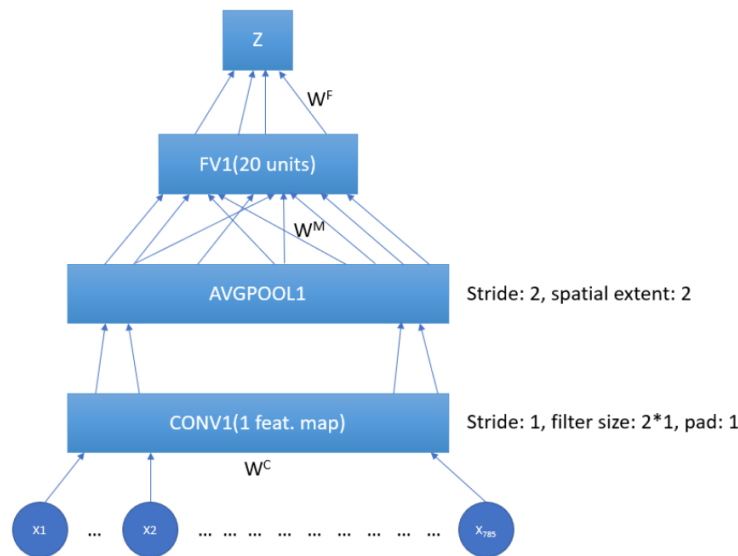 Z
W^F
FV1(20 units)
W^M
AVGPOOL1
Stride: 2, spatial extent: 2
CONV1(1 feat. map)
Stride: 1, filter size: 2*1, pad: 1
W^C
X1 ... X2 ... ... ... ... ... ... ... ... ... X₇₈₅